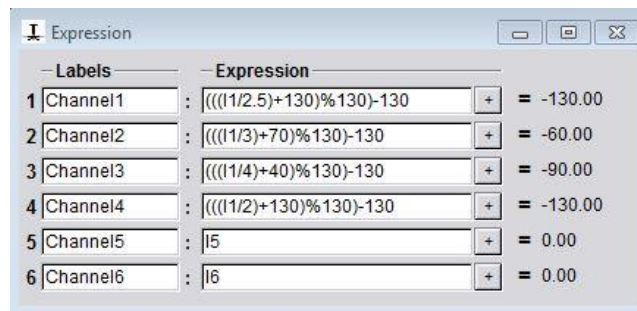 Expression
Labels Expression
1 Channel1 : (((I1/2.5)+130)%130)-130 + = -130.00
2 Channel2 : (((I1/3)+70)%130)-130 + = -60.00
3 Channel3 : (((I1/4)+40)%130)-130 + = -90.00
4 Channel4 : (((I1/2)+130)%130)-130 + = -130.00
5 Channel5 : I5 + = 0.00
6 Channel6 : I6 + = 0.00